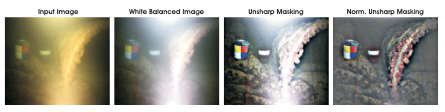 Input Image
White Balanced Image
Unsharp Masking
Norm. Unsharp Masking